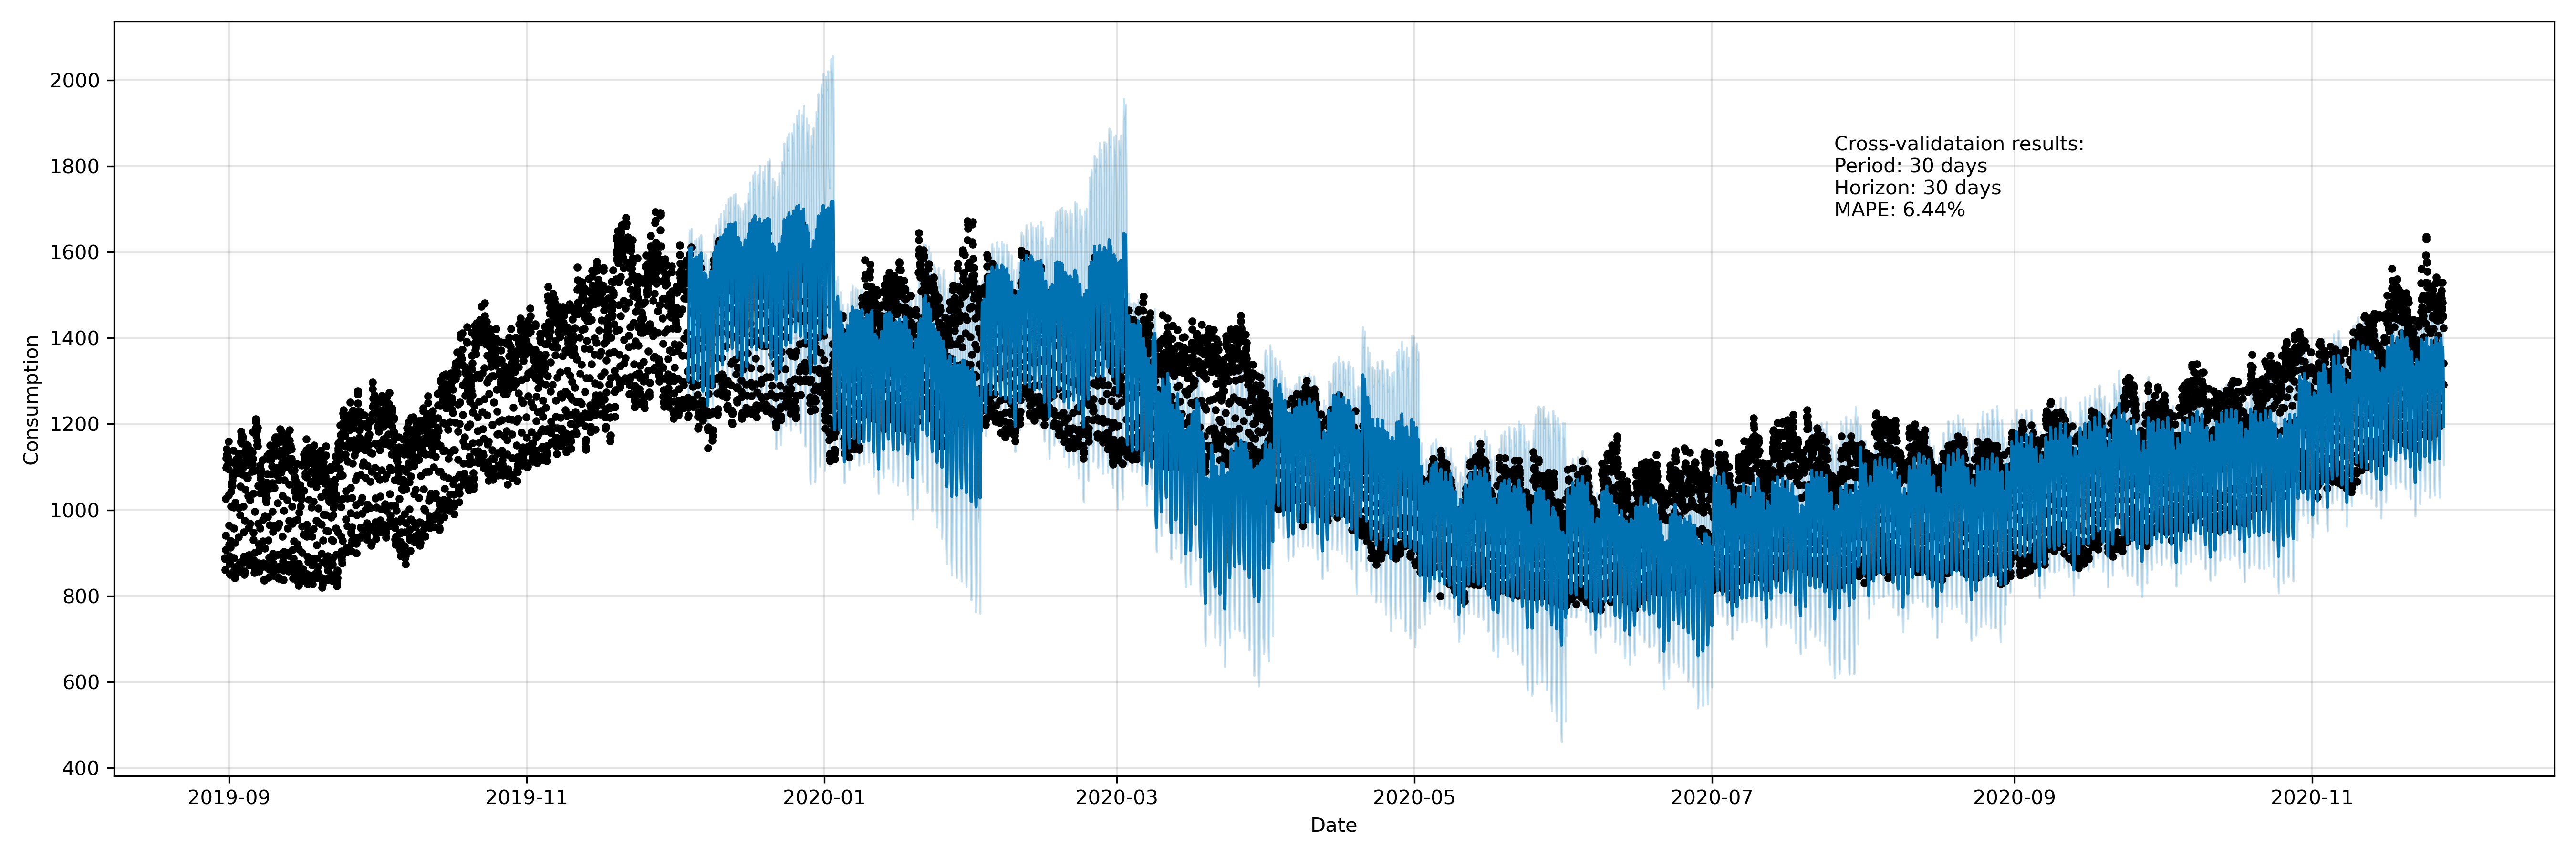 2000
1800
1600
1400
1200
1000
800
600
400
Consumption
Cross-validataion results:
Period: 30 days
Horizon: 30 days
MAPE: 6.44%
2019-09 2019-11 2020-01 2020-03 2020-05 2020-07 2020-09 2020-11
Date